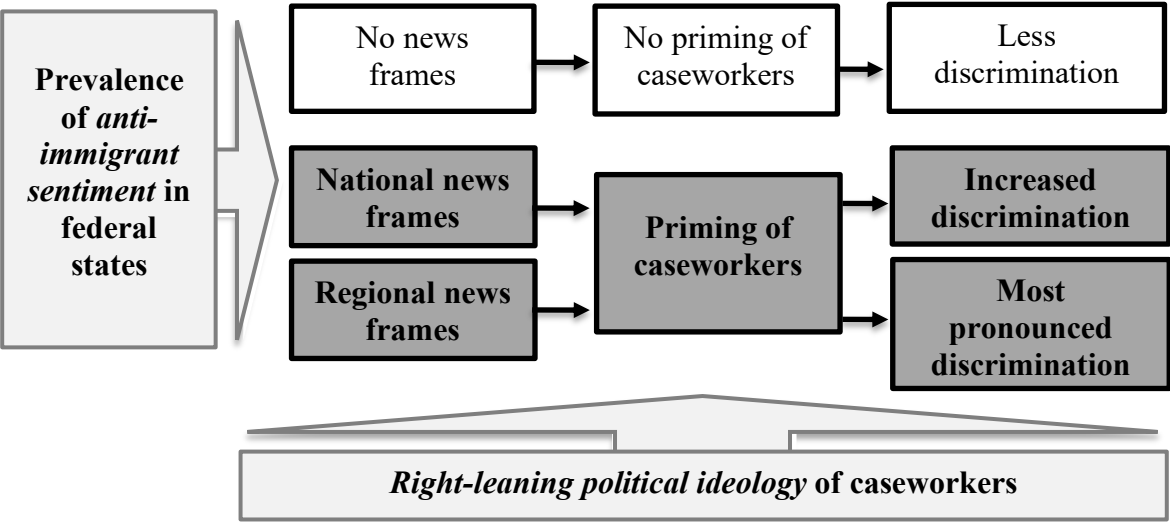 Prevalence
of anti-
immigrant
sentiment in
federal
states
No news
frames
No priming of
caseworkers
Less
discrimination
National news
frames
Regional news
frames
Priming of
caseworkers
Increased
discrimination
Most
pronounced
discrimination
Right-leaning political ideology of caseworkers